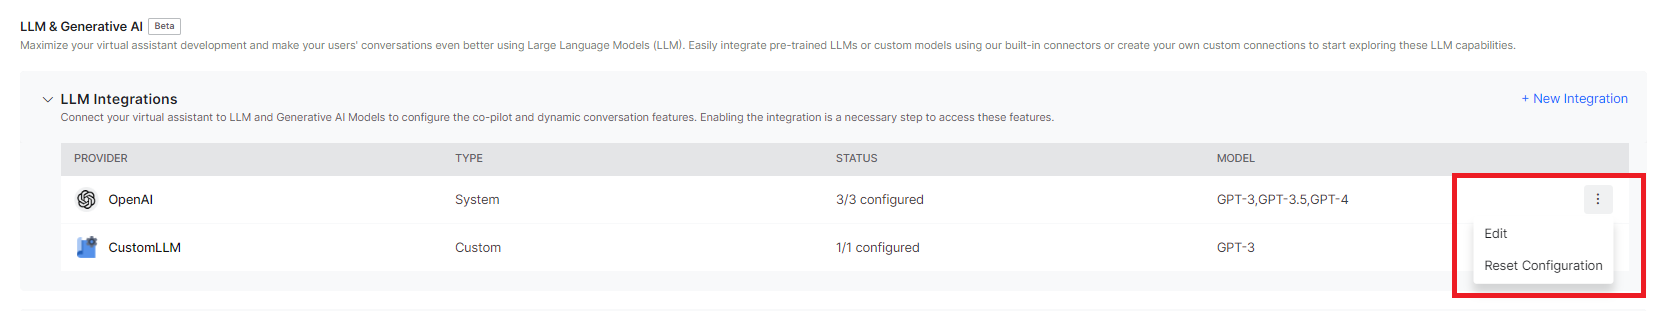 LLM & Generative AI Beta
Maximize your virtual assistant development and make your users' conversations even better using Large Language Models (LLM). Easily integrate pre-trained LLMs or custom models using our built-in connectors or create your own custom connections to start exploring these LLM capabilities.
LLM Integrations + New Integration
Connect your virtual assistant to LLM and Generative AI Models to configure the co-pilot and dynamic conversation features. Enabling the integration is a necessary step to access these features.
PROVIDER TYPE STATUS MODEL
OpenAI System 3/3 configured GPT-3,GPT-3.5,GPT-4
CustomLLM Custom 1/1 configured GPT-3
Edit
Reset Configuration